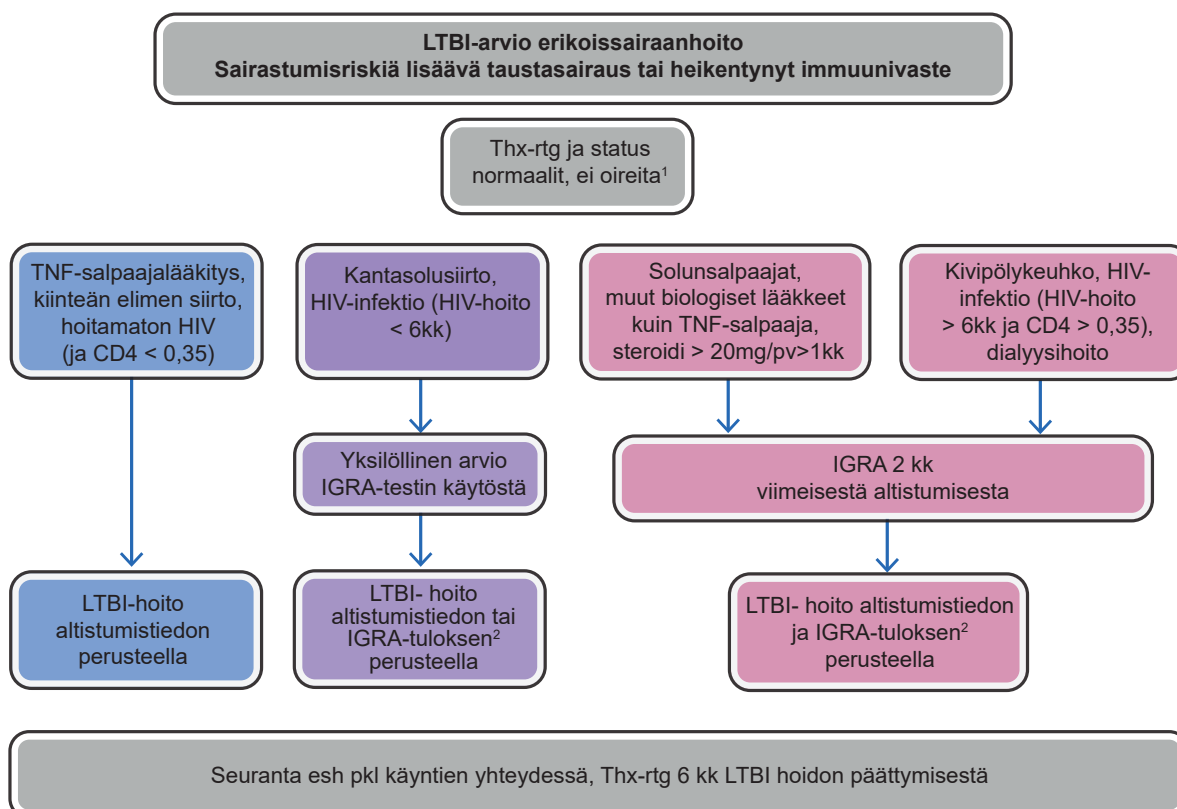 LTBI-arvio erikoissairaanhoito
Sairastumisriskiä lisäävä taustasairaus tai heikentynyt immuunivaste
Thx-rtg ja status
normaalit, ei oireita¹
TNF-salpaajalääkitys,
kiinteän elimen siirto,
hoitamaton HIV
(ja CD4 < 0,35)
Kantasolusiirto,
HIV-infektio (HIV-hoito
< 6kk)
Solunsalpaajat,
muut biologiset lääkkeet
kuin TNF-salpaaja,
steroidi > 20mg/pv>1kk
Kivipölykeuhko, HIV-
infektio (HIV-hoito
> 6kk ja CD4 > 0,35),
dialyysihoito
Yksilöllinen arvio
IGRA-testin käytöstä
IGRA 2 kk
viimeisestä altistumisesta
LTBI-hoito
altistumistiedon
perusteella
LTBI- hoito
altistumistiedon tai
IGRA-tuloksen²
perusteella
LTBI- hoito altistumistiedon
ja IGRA-tuloksen²
perusteella
Seuranta esh pkl käyntien yhteydessä, Thx-rtg 6 kk LTBI hoidon päättymisestä